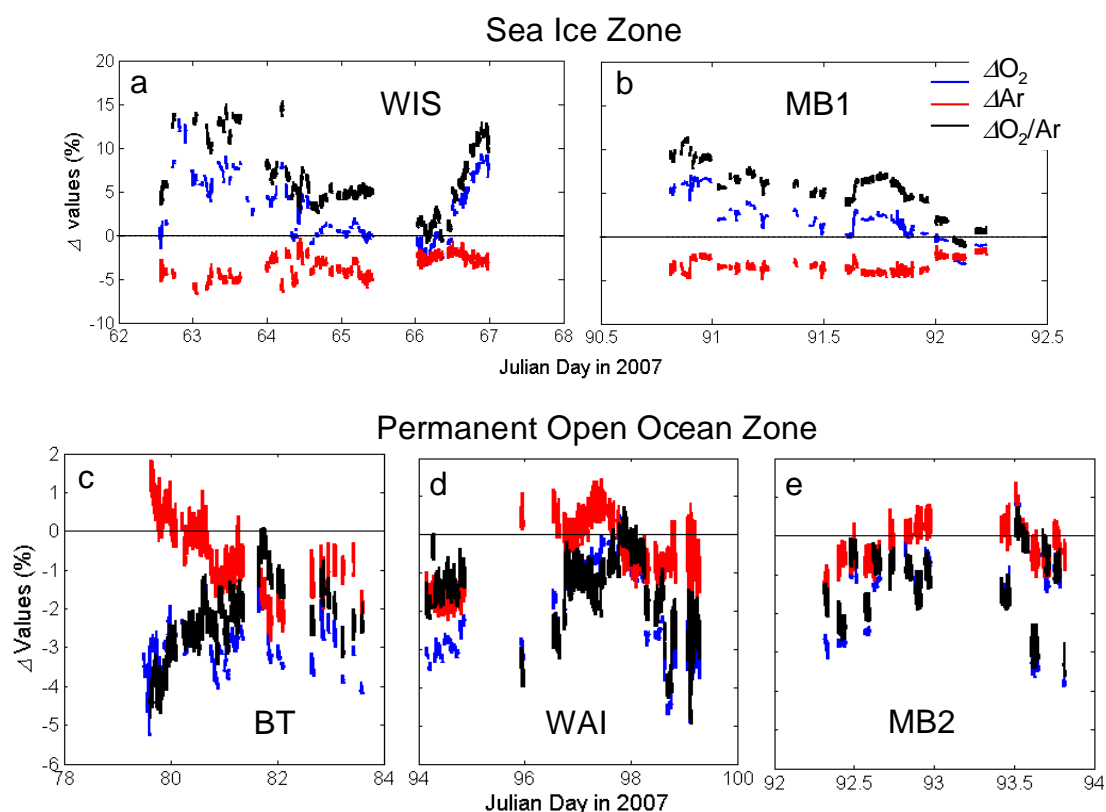 Sea Ice Zone
a
WIS
b
MB1
ΔO2
ΔAr
ΔO2/Ar
Δ values (%)
20
15
10
5
0
-5
-10
62 63 64 65 66 67 68
90.5 91 91.5 92 92.5
Julian Day in 2007
Permanent Open Ocean Zone
c
BT
d
WAI
e
MB2
Δ Values (%)
2
1
0
-1
-2
-3
-4
-5
-6
78 80 82 84
94 96 98 100
92 92.5 93 93.5 94
Julian Day in 2007